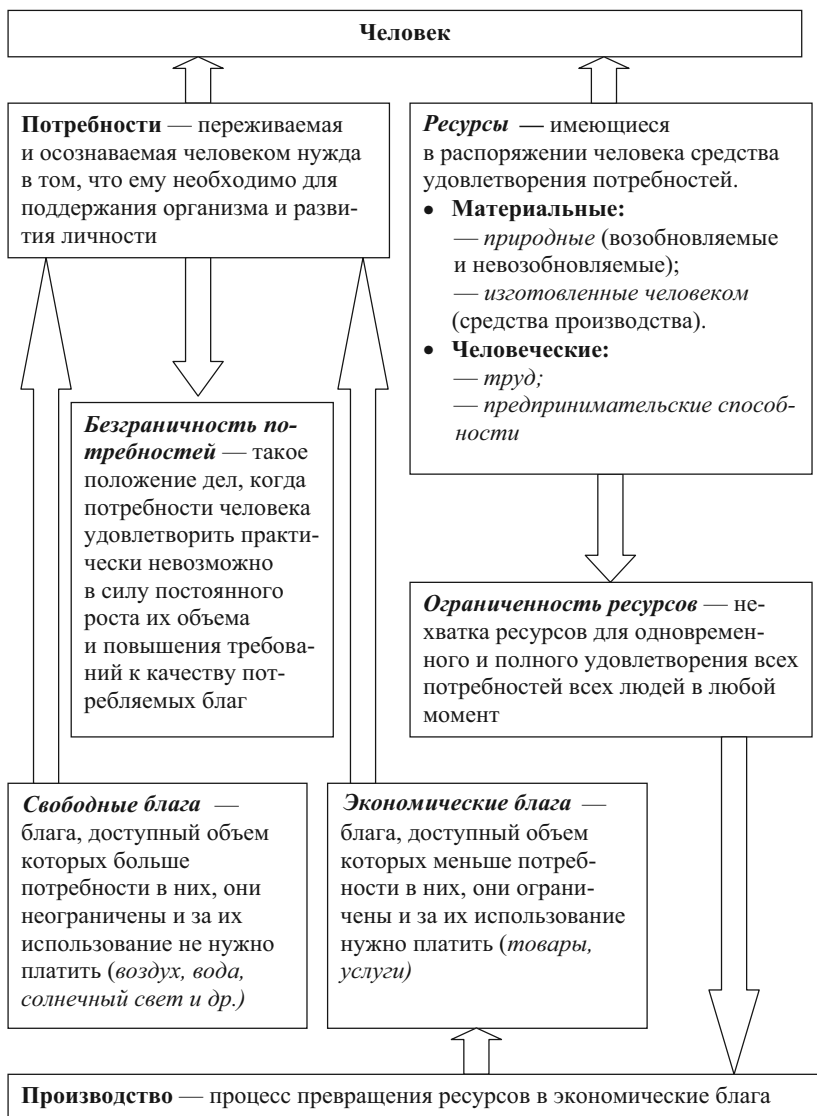 Человек
Потребности — переживаемая
и осознаваемая человеком нужда
в том, что ему необходимо для
поддержания организма и разви-
тия личности
Ресурсы — имеющиеся
в распоряжении человека средства
удовлетворения потребностей.
• Материальные:
— природные (возобновляемые
и невозобновляемые);
— изготовленные человеком
(средства производства).
• Человеческие:
— труд;
— предпринимательские способ-
ности
Безграничность по-
требностей — такое
положение дел, когда
потребности человека
удовлетворить практи-
чески невозможно
в силу постоянного
роста их объема
и повышения требова-
ний к качеству пот-
ребляемых благ
Ограниченность ресурсов — не-
хватка ресурсов для одновремен-
ного и полного удовлетворения всех
потребностей всех людей в любой
момент
Свободные блага —
блага, доступный объем
которых больше
потребности в них, они
неограничены и за их
использование не нужно
платить (воздух, вода,
солнечный свет и др.)
Экономические блага —
блага, доступный объем
которых меньше потреб-
ности в них, они ограни-
чены и за их использование
нужно платить (товары,
услуги)
Производство — процесс превращения ресурсов в экономические блага